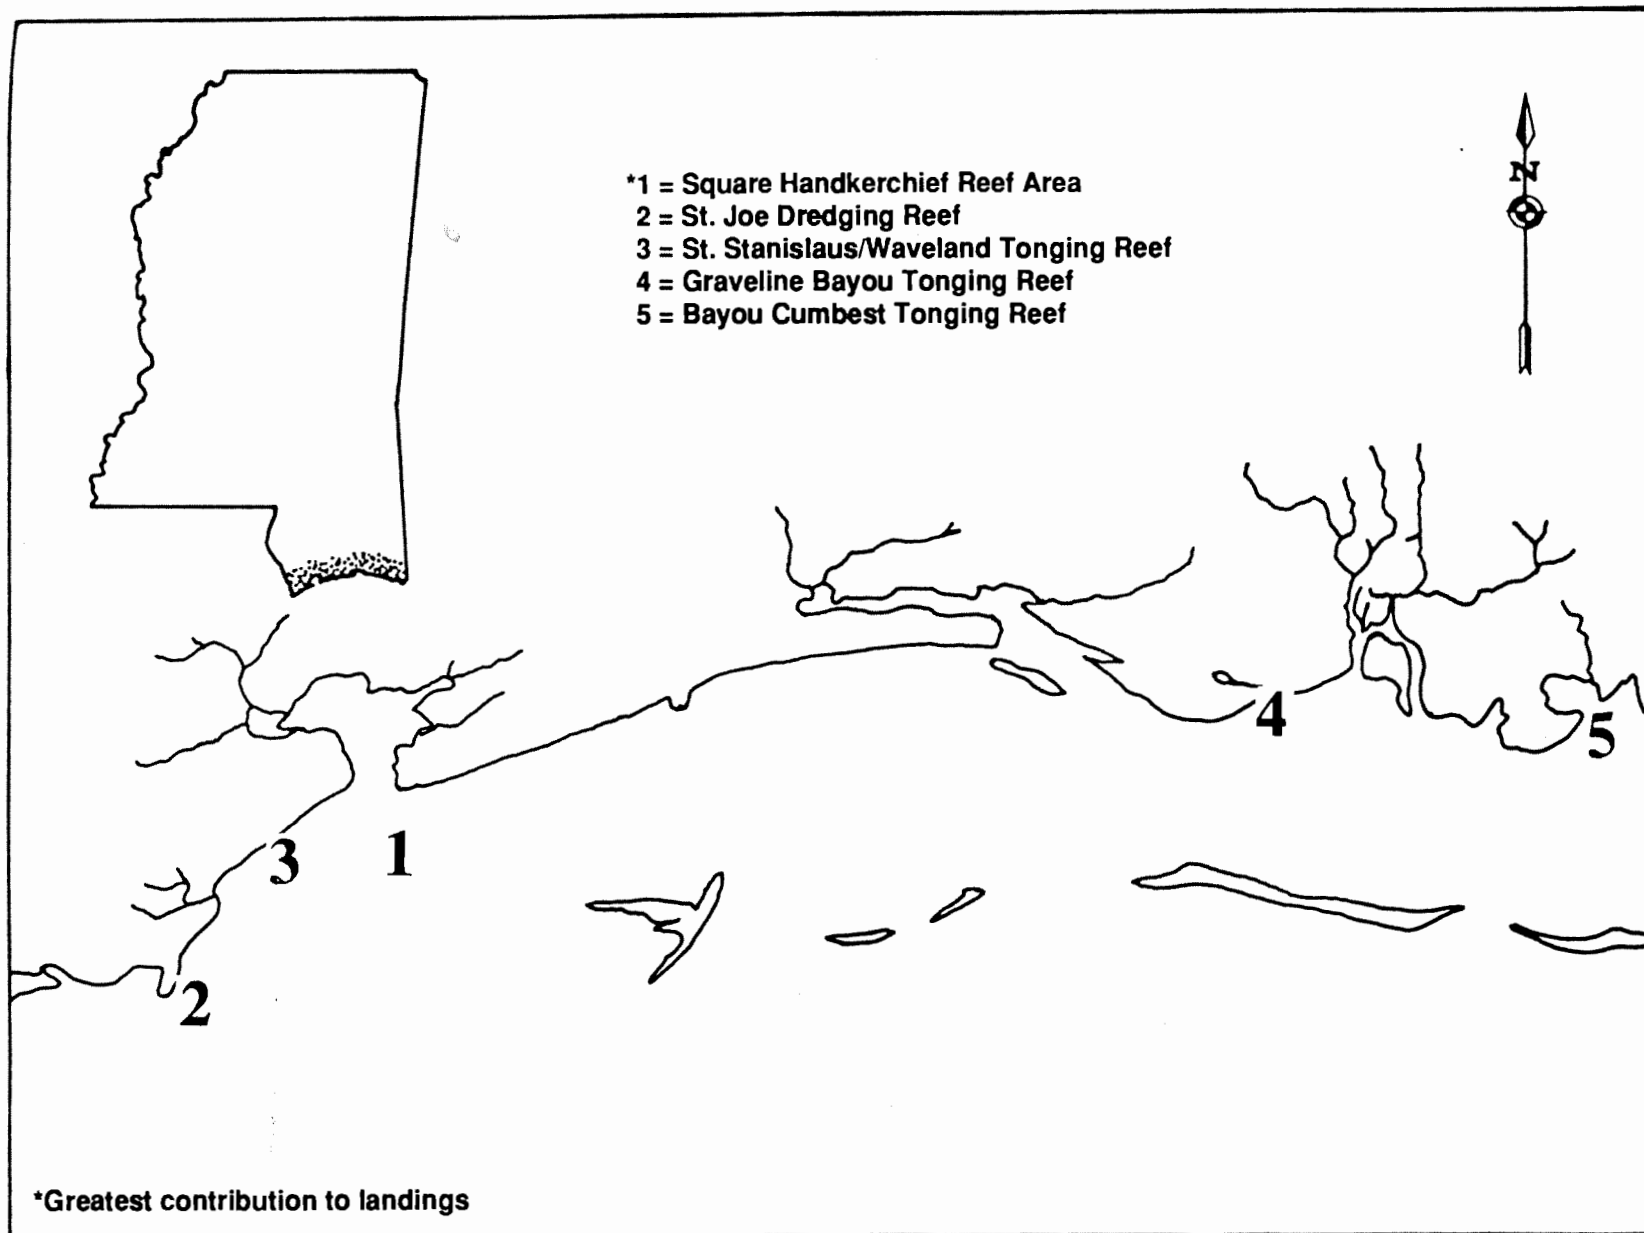 *1 = Square Handkerchief Reef Area
2 = St. Joe Dredging Reef
3 = St. Stanislaus/Waveland Tonging Reef
4 = Graveline Bayou Tonging Reef
5 = Bayou Cumbest Tonging Reef
N
4
5
3
1
2
*Greatest contribution to landings